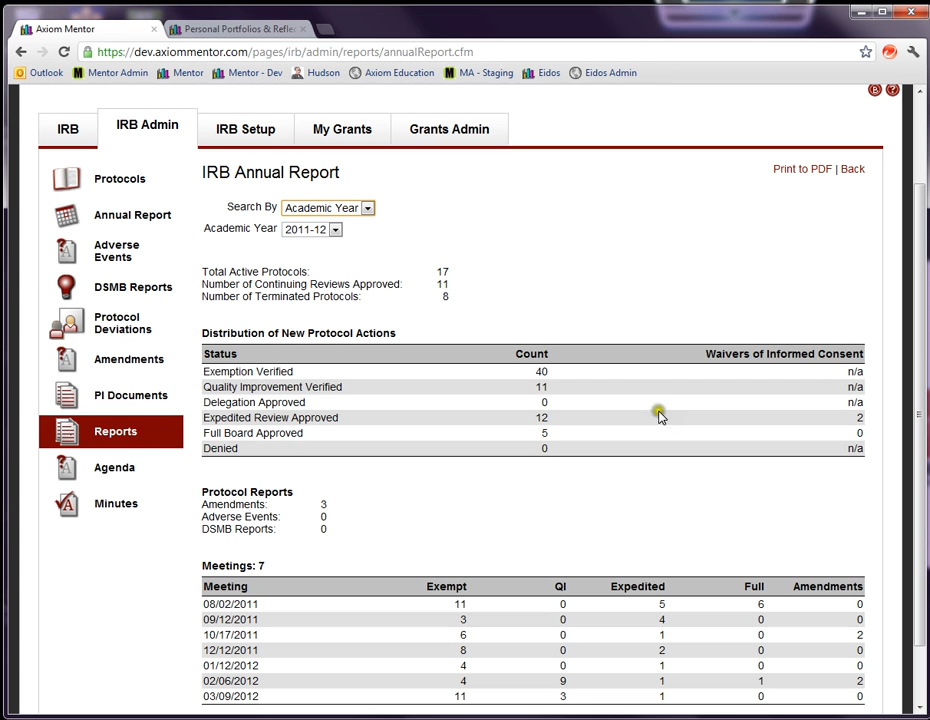 Axiom Mentor
Personal Portfolios & Refle
https://dev.axiommentor.com/pages/irb/admin/reports/annualReport.cfm
Outlook Mentor Admin Mentor Mentor - Dev Hudson Axiom Education MA - Staging Eidos Eidos Admin
IRB IRB Admin IRB Setup My Grants Grants Admin
Protocols
Annual Report
Adverse
Events
DSMB Reports
Protocol
Deviations
Amendments
PI Documents
Reports
Agenda
Minutes
IRB Annual Report
Print to PDF | Back
Search By Academic Year
Academic Year 2011-12
Total Active Protocols: 17
Number of Continuing Reviews Approved: 11
Number of Terminated Protocols: 8
Distribution of New Protocol Actions
Status Count Waivers of Informed Consent
Exemption Verified 40 n/a
Quality Improvement Verified 11 n/a
Delegation Approved 0 n/a
Expedited Review Approved 12 2
Full Board Approved 5 0
Denied 0 n/a
Protocol Reports
Amendments: 3
Adverse Events: 0
DSMB Reports: 0
Meetings: 7
Meeting Exempt QI Expedited Full Amendments
08/02/2011 11 0 5 6 0
09/12/2011 3 0 4 0 0
10/17/2011 6 0 1 0 2
12/12/2011 8 0 2 0 0
01/12/2012 4 0 1 0 0
02/06/2012 4 9 1 1 2
03/09/2012 11 3 1 0 0